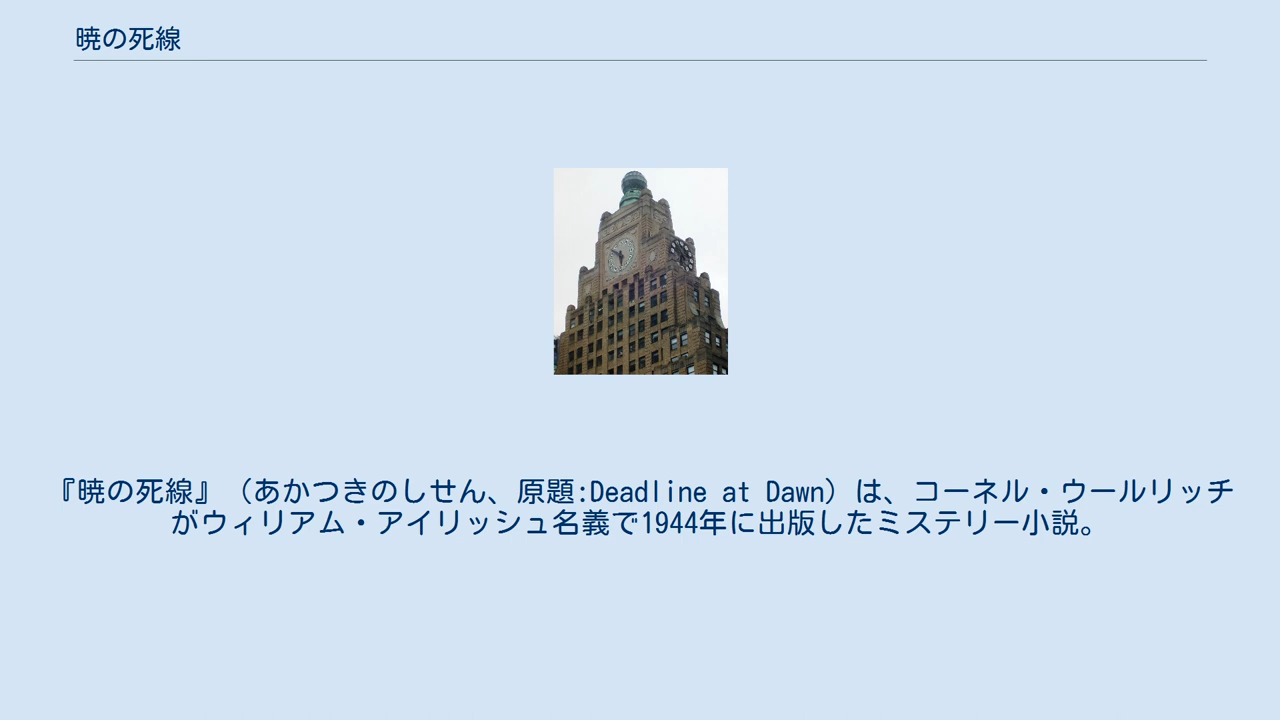 暁の死線
『暁の死線』（あかつきのしせん、原題:Deadline at Dawn）は、コーネル・ウールリッチ
がウィリアム・アイリッシュ名義で1944年に出版したミステリー小説。